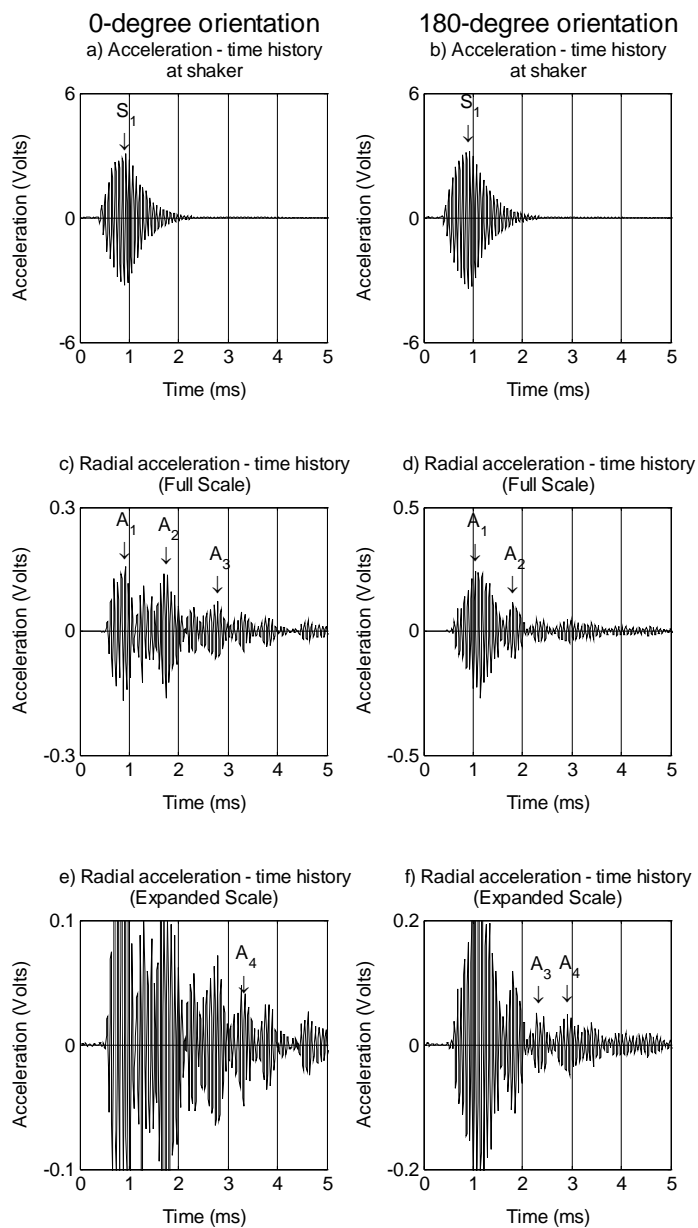 0-degree orientation
180-degree orientation
a) Acceleration - time history
at shaker
b) Acceleration - time history
at shaker
6
0
-6
Acceleration (Volts)
S1
0 1 2 3 4 5
Time (ms)
6
0
-6
Acceleration (Volts)
S1
0 1 2 3 4 5
Time (ms)
c) Radial acceleration - time history
(Full Scale)
d) Radial acceleration - time history
(Full Scale)
0.3
0
-0.3
Acceleration (Volts)
A1
A2
A3
0 1 2 3 4 5
Time (ms)
0.5
0
-0.5
Acceleration (Volts)
A1
A2
0 1 2 3 4 5
Time (ms)
e) Radial acceleration - time history
(Expanded Scale)
f) Radial acceleration - time history
(Expanded Scale)
0.1
0
-0.1
Acceleration (Volts)
A4
0 1 2 3 4 5
Time (ms)
0.2
0
-0.2
Acceleration (Volts)
A3
A4
0 1 2 3 4 5
Time (ms)